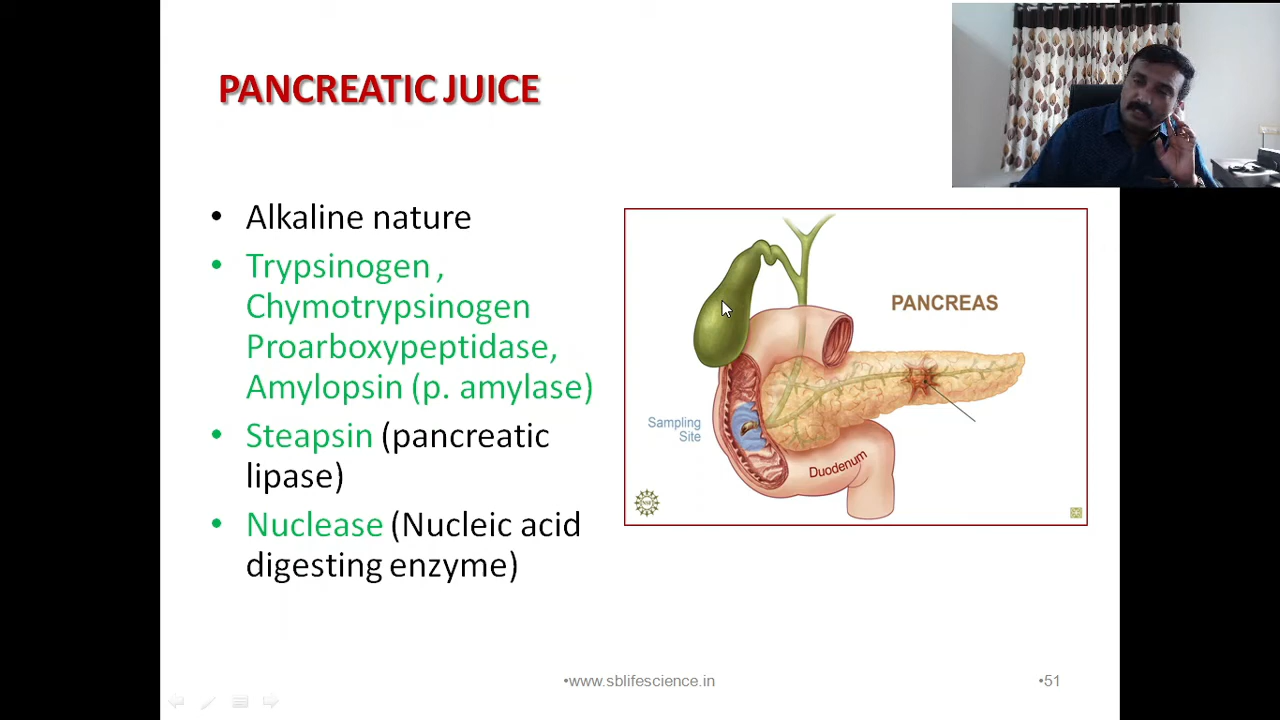 PANCREATIC JUICE
• Alkaline nature
• Trypsinogen ,
Chymotrypsinogen
Proarboxypeptidase,
Amylopsin (p. amylase)
• Steapsin (pancreatic
lipase)
• Nuclease (Nucleic acid
digesting enzyme)
PANCREAS
Sampling
Site
Duodenum
•www.sblifescience.in
•51